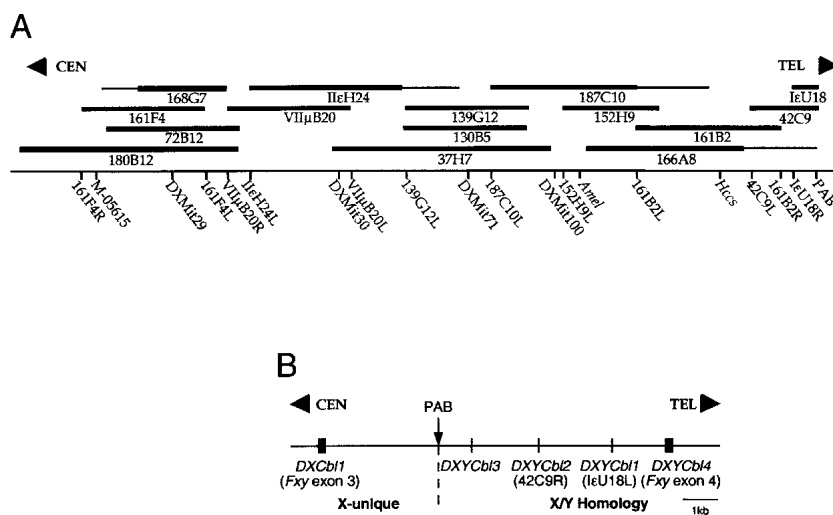 A
CEN
TEL
168G7
IIεH24
187C10
IεU18
161F4
VIIμB20
139G12
152H9
42C9
72B12
130B5
161B2
180B12
37H7
166A8
161F4R
M-05615
DXMit29
161F4L
VIIμB20R
IIεH24L
DXMit30
VIIμB20L
139G12L
DXMit71
187C10L
DXMit100
152H9L
Amel
161B2L
Hccs
42C9L
161B2R
IεU18R
PAB
B
CEN
PAB
TEL
DXCbl1 DXYCbl3 DXYCbl2 DXYCbl1 DXYCbl4
(Fxy exon 3) (42C9R) (IεU18L) (Fxy exon 4)
X-unique X/Y Homology 1kb